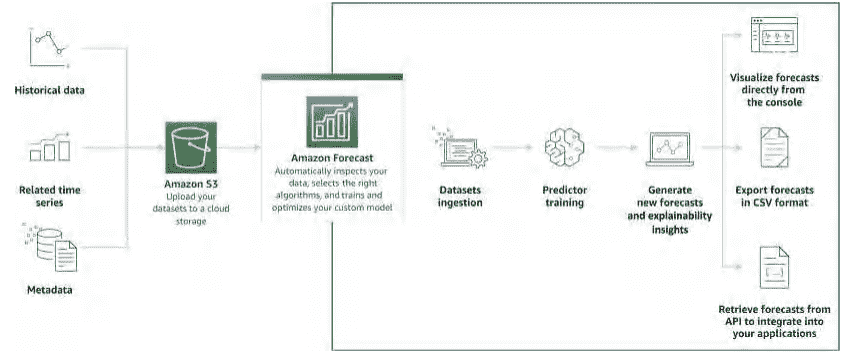 Historical data
Related time
series
Metadata
Amazon S3
Upload your
datasets to a cloud
storage
Amazon Forecast
Automatically inspects your
data, selects the right
algorithms, and trains and
optimizes your custom model
Datasets
ingestion
Predictor
training
Generate
new forecasts
and explainability
insights
Visualize forecasts
directly from
the console
Export forecasts
in CSV format
Retrieve forecasts from
API to integrate into
your applications